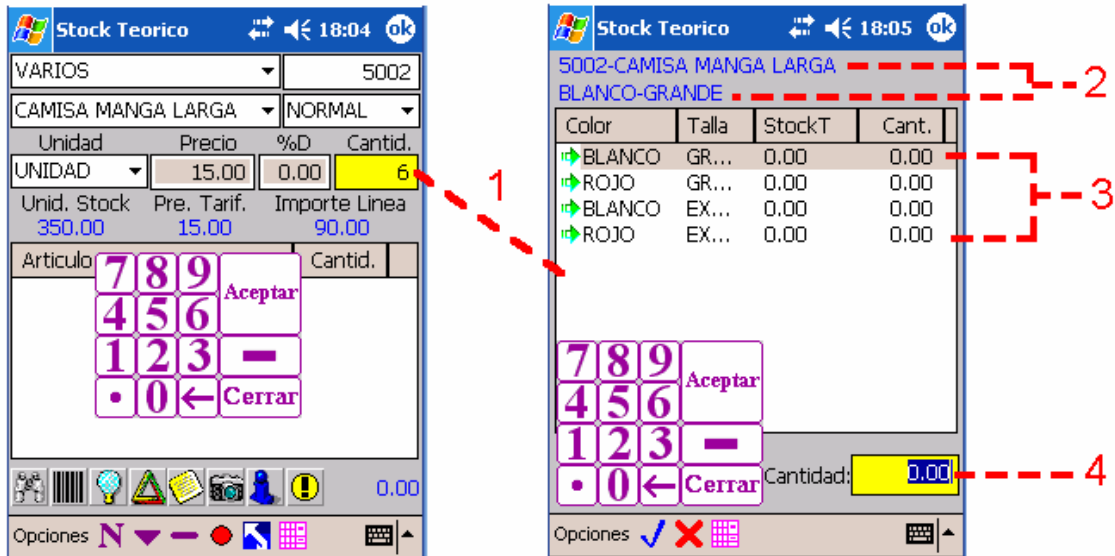 Stock Teorico 18:04 ok
VARIOS 5002
CAMISA MANGA LARGA NORMAL
Unidad Precio %D Cantid.
UNIDAD 15.00 0.00 6
Unid. Stock Pre. Tarif. Importe Linea
350.00 15.00 90.00
Articulo Cantid.
7 8 9 Aceptar
4 5 6
1 2 3 -
. 0 ← Cerrar
0.00
Opciones N
1
Stock Teorico 18:05 ok
5002-CAMISA MANGA LARGA
BLANCO-GRANDE
2
Color Talla StockT Cant.
BLANCO GR... 0.00 0.00
ROJO GR... 0.00 0.00
BLANCO EX... 0.00 0.00
ROJO EX... 0.00 0.00
3
7 8 9 Aceptar
4 5 6
1 2 3 -
. 0 ← Cerrar
Cantidad: 0.00
4
Opciones